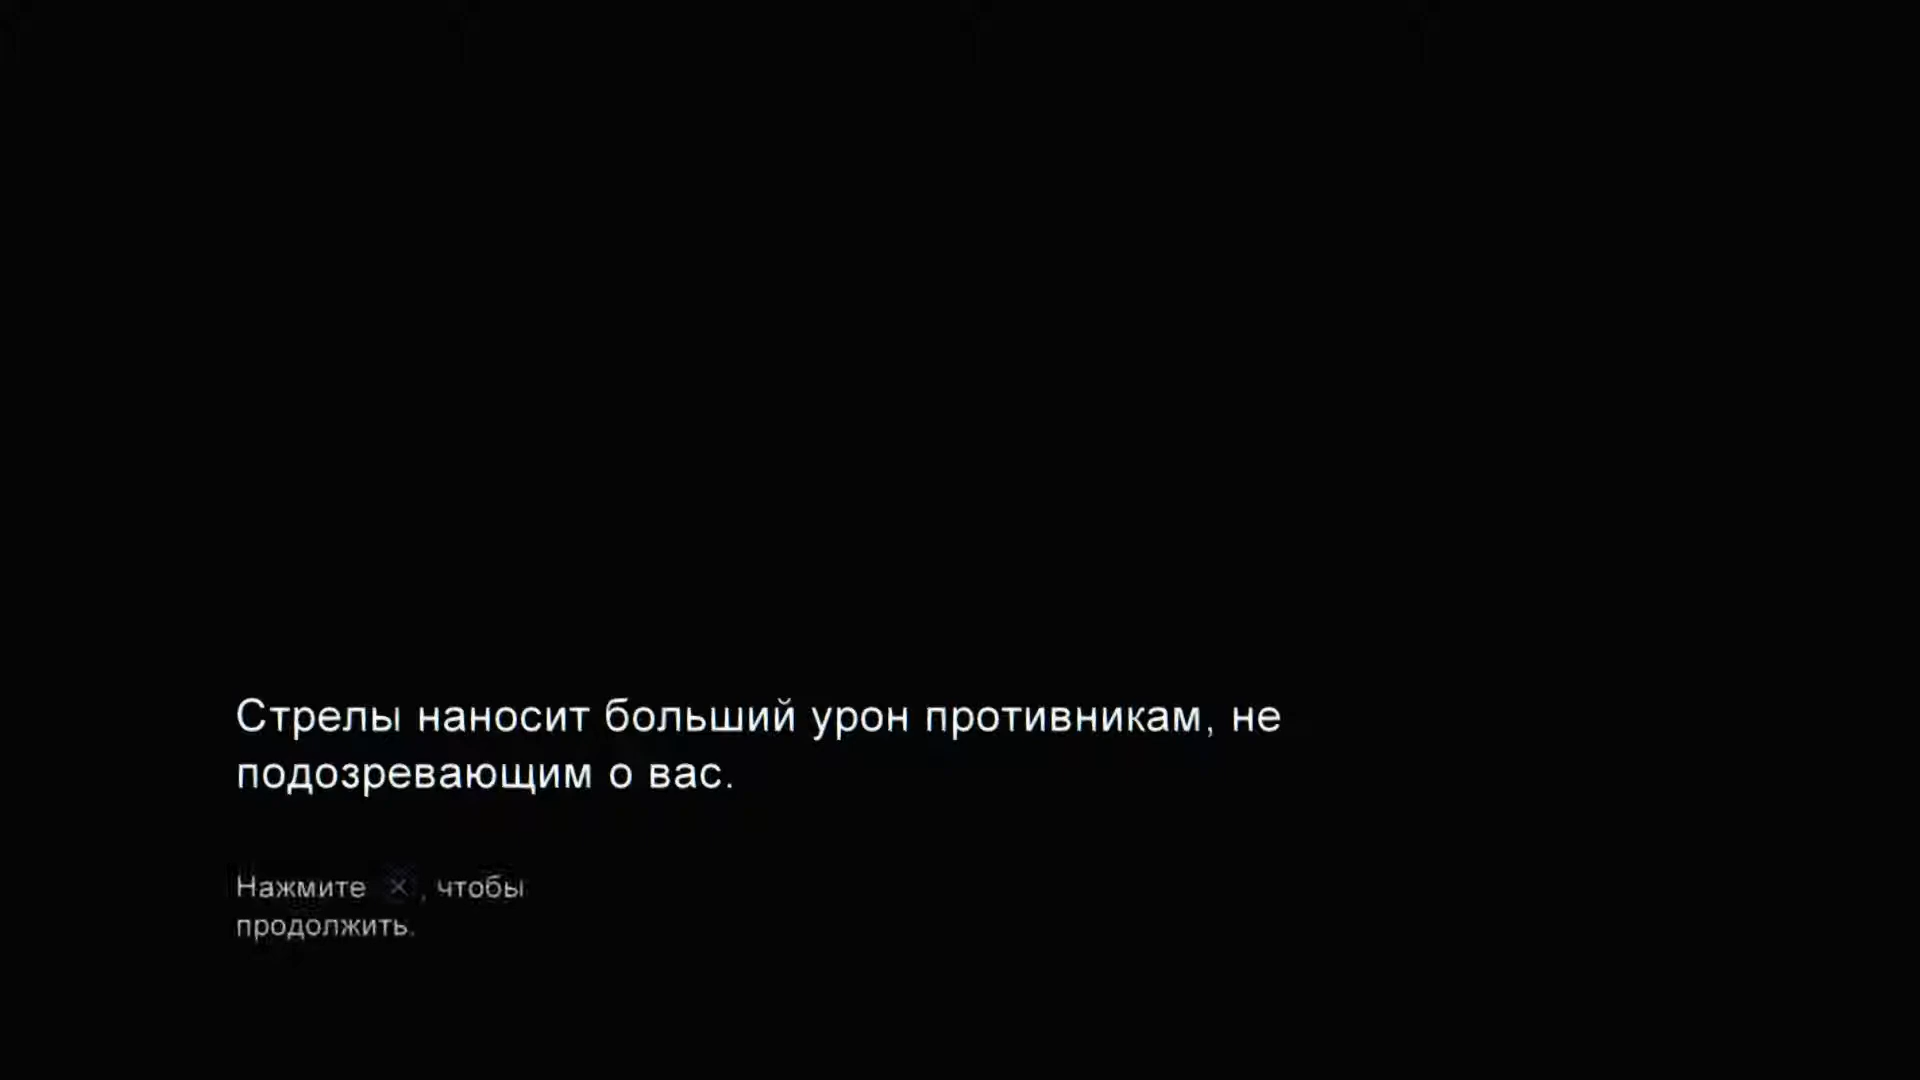 Стрелы наносит больший урон противникам, не
подозревающим о вас.
Нажмите ✕, чтобы
продолжить.